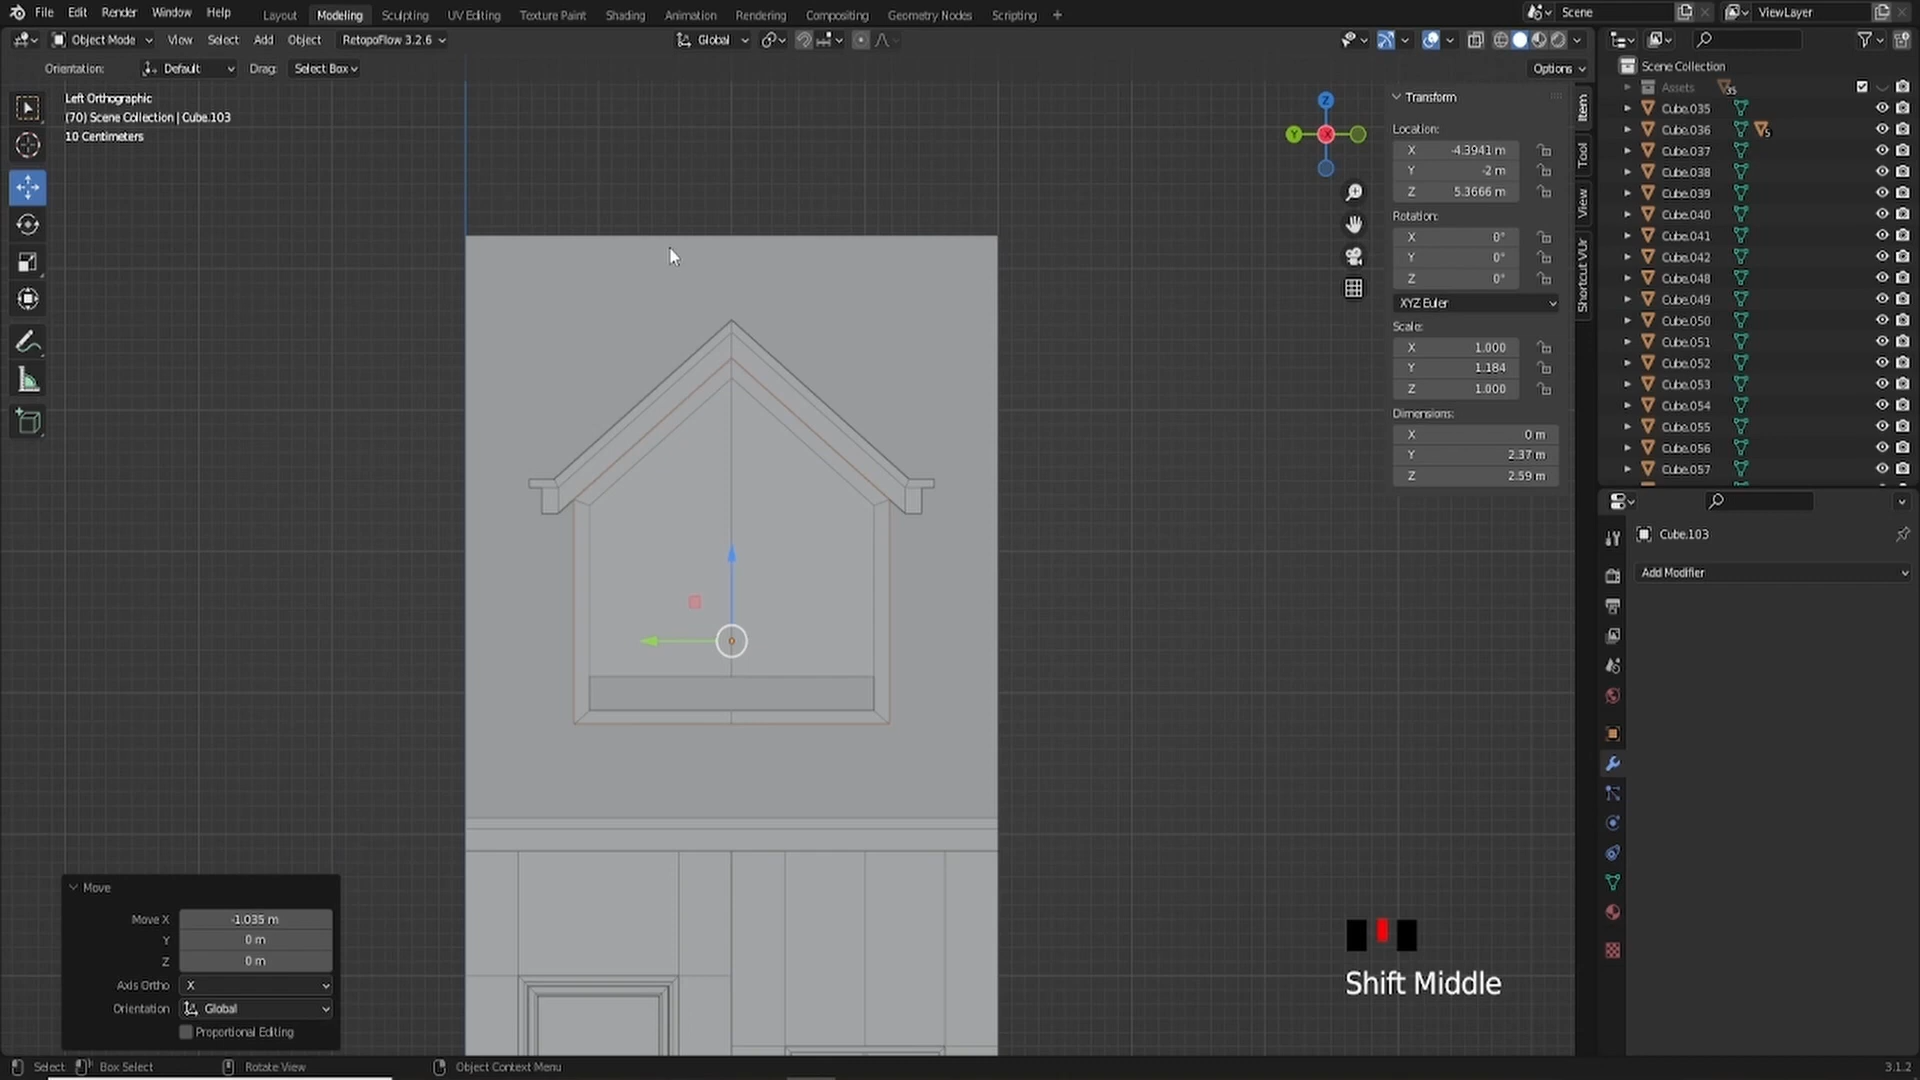 File Edit Render Window Help Layout Modeling Sculpting UV Editing Texture Paint Shading Animation Rendering Compositing Geometry Nodes Scripting + Scene ViewLayer
Object Mode View Select Add Object RetopoFlow 3.2.6 Global
Orientation: Default Drag: Select Box Options
Left Orthographic
(70) Scene Collection | Cube.103
10 Centimeters
Transform
Location:
X -4.3941 m
Y -2 m
Z 5.3666 m
Rotation:
X 0°
Y 0°
Z 0°
XYZ Euler
Scale:
X 1.000
Y 1.184
Z 1.000
Dimensions:
X 0 m
Y 2.37 m
Z 2.59 m
Item
Tool
View
Shortcut VUr
Z
Y
X
Scene Collection
Assets 35
Cube.035
Cube.036 5
Cube.037
Cube.038
Cube.039
Cube.040
Cube.041
Cube.042
Cube.048
Cube.049
Cube.050
Cube.051
Cube.052
Cube.053
Cube.054
Cube.055
Cube.056
Cube.057
Cube.103
Add Modifier
Move
Move X -1.035 m
Y 0 m
Z 0 m
Axis Ortho X
Orientation Global
Proportional Editing
Shift Middle
Select Box Select Rotate View Object Context Menu 3.1.2